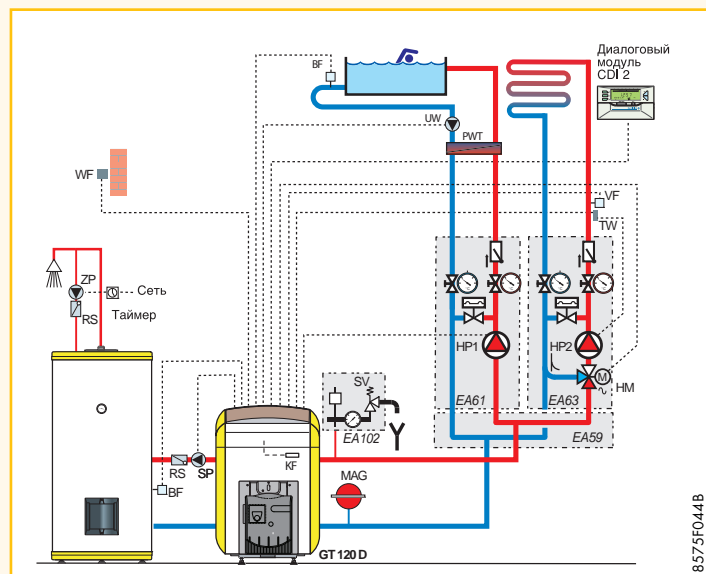 BF
Диалоговый
модуль
CDI 2
UW
PWT
WF
VF
TW
ZP
Сеть
RS
Таймер
HP1
HP2
M
HM
SV
EA61
EA63
EA102
EA59
KF
RS
SP
MAG
BF
GT 120 D
8575F044B